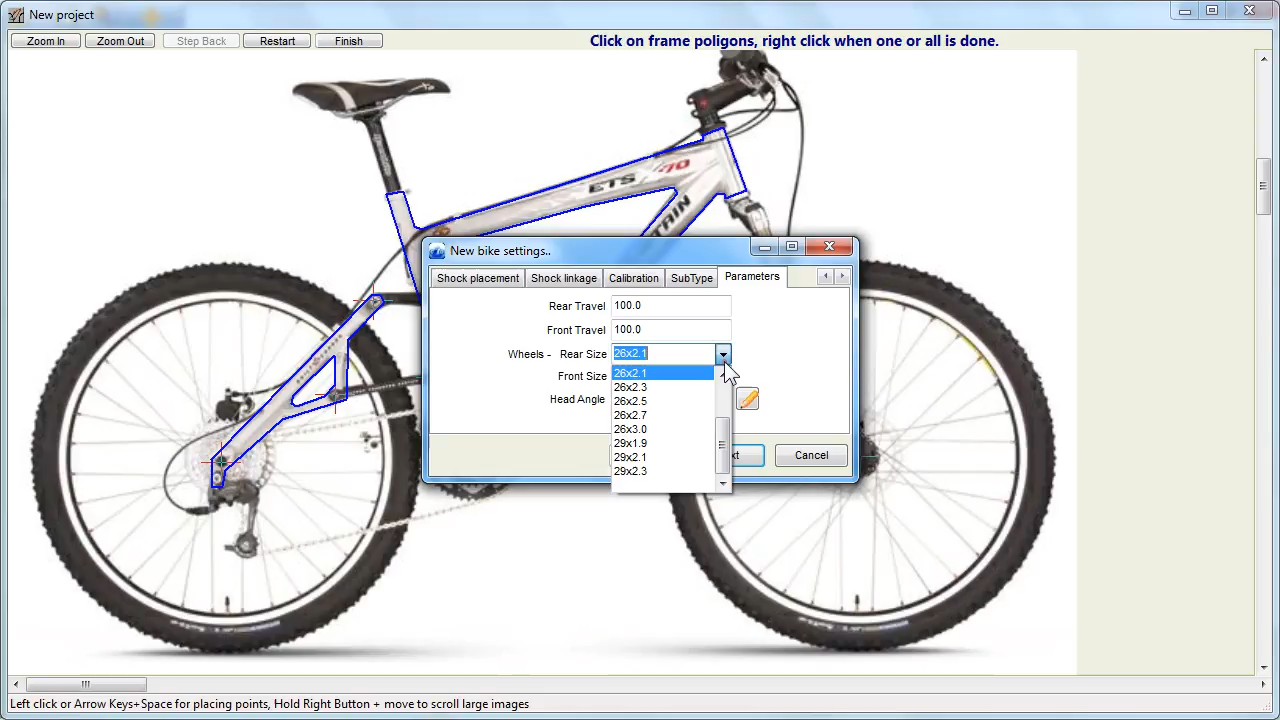 New project
Zoom In
Zoom Out
Step Back
Restart
Finish
Click on frame poligons, right click when one or all is done.
ETS
-70
TAIN
New bike settings..
Shock placement
Shock linkage
Calibration
SubType
Parameters
Rear Travel
100.0
Front Travel
100.0
Wheels - Rear Size
26x2.1
26x2.1
26x2.3
26x2.5
26x2.7
26x3.0
29x1.9
29x2.1
29x2.3
Front Size
Head Angle
xt
Cancel
Left click or Arrow Keys+Space for placing points, Hold Right Button + move to scroll large images